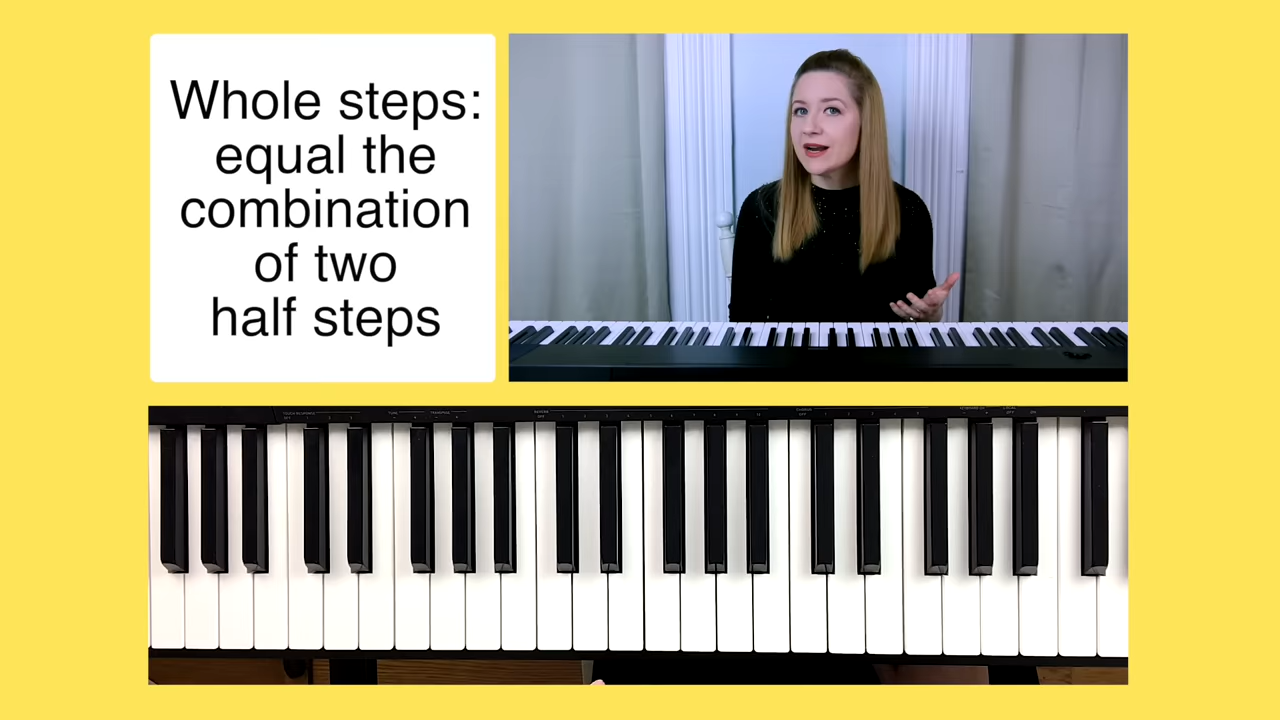 Whole steps:
equal the
combination
of two
half steps